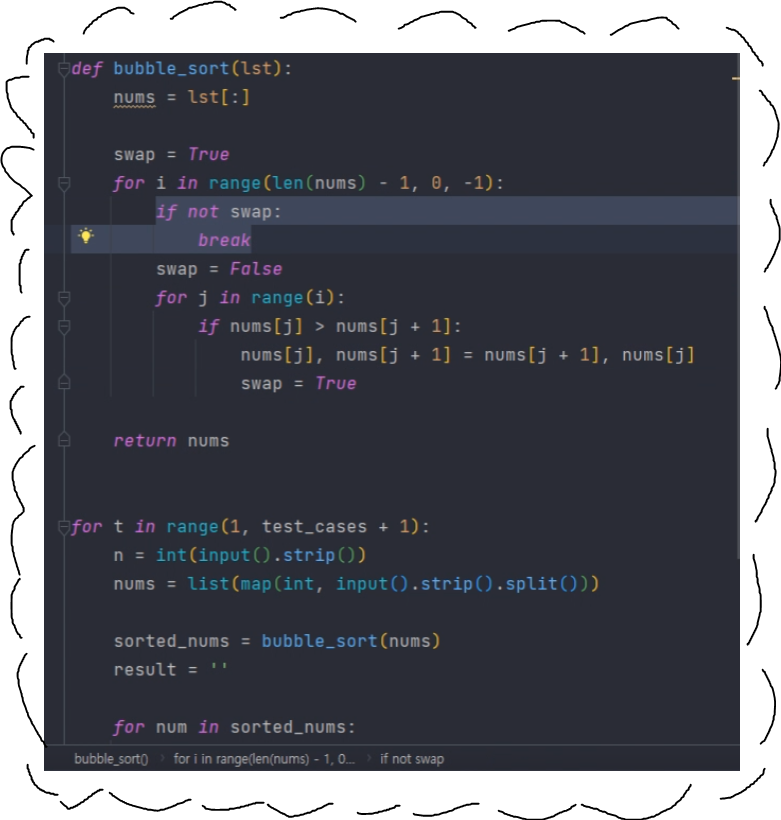 def bubble_sort(lst):
    nums = lst[:]
    swap = True
    for i in range(len(nums) - 1, 0, -1):
        if not swap:
            break
        swap = False
        for j in range(i):
            if nums[j] > nums[j + 1]:
                nums[j], nums[j + 1] = nums[j + 1], nums[j]
                swap = True
    return nums
for t in range(1, test_cases + 1):
    n = int(input().strip())
    nums = list(map(int, input().strip().split()))
    sorted_nums = bubble_sort(nums)
    result = ''
    for num in sorted_nums:
bubble_sort() > for i in range(len(nums) - 1, 0... > if not swap